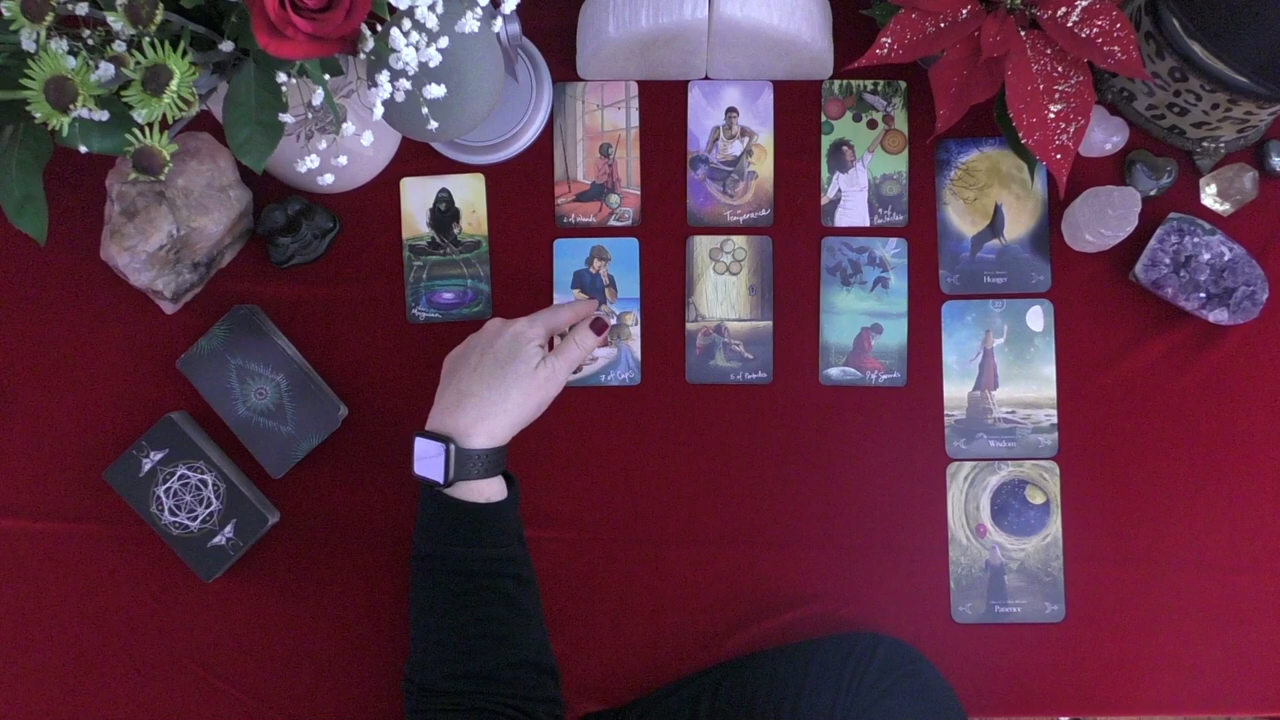 Magician
2 of Wands
Temperance
9 of Pentacles
7 of Cups
5 of Pentacles
9 of Swords
Hunger
22
Wisdom
Patience